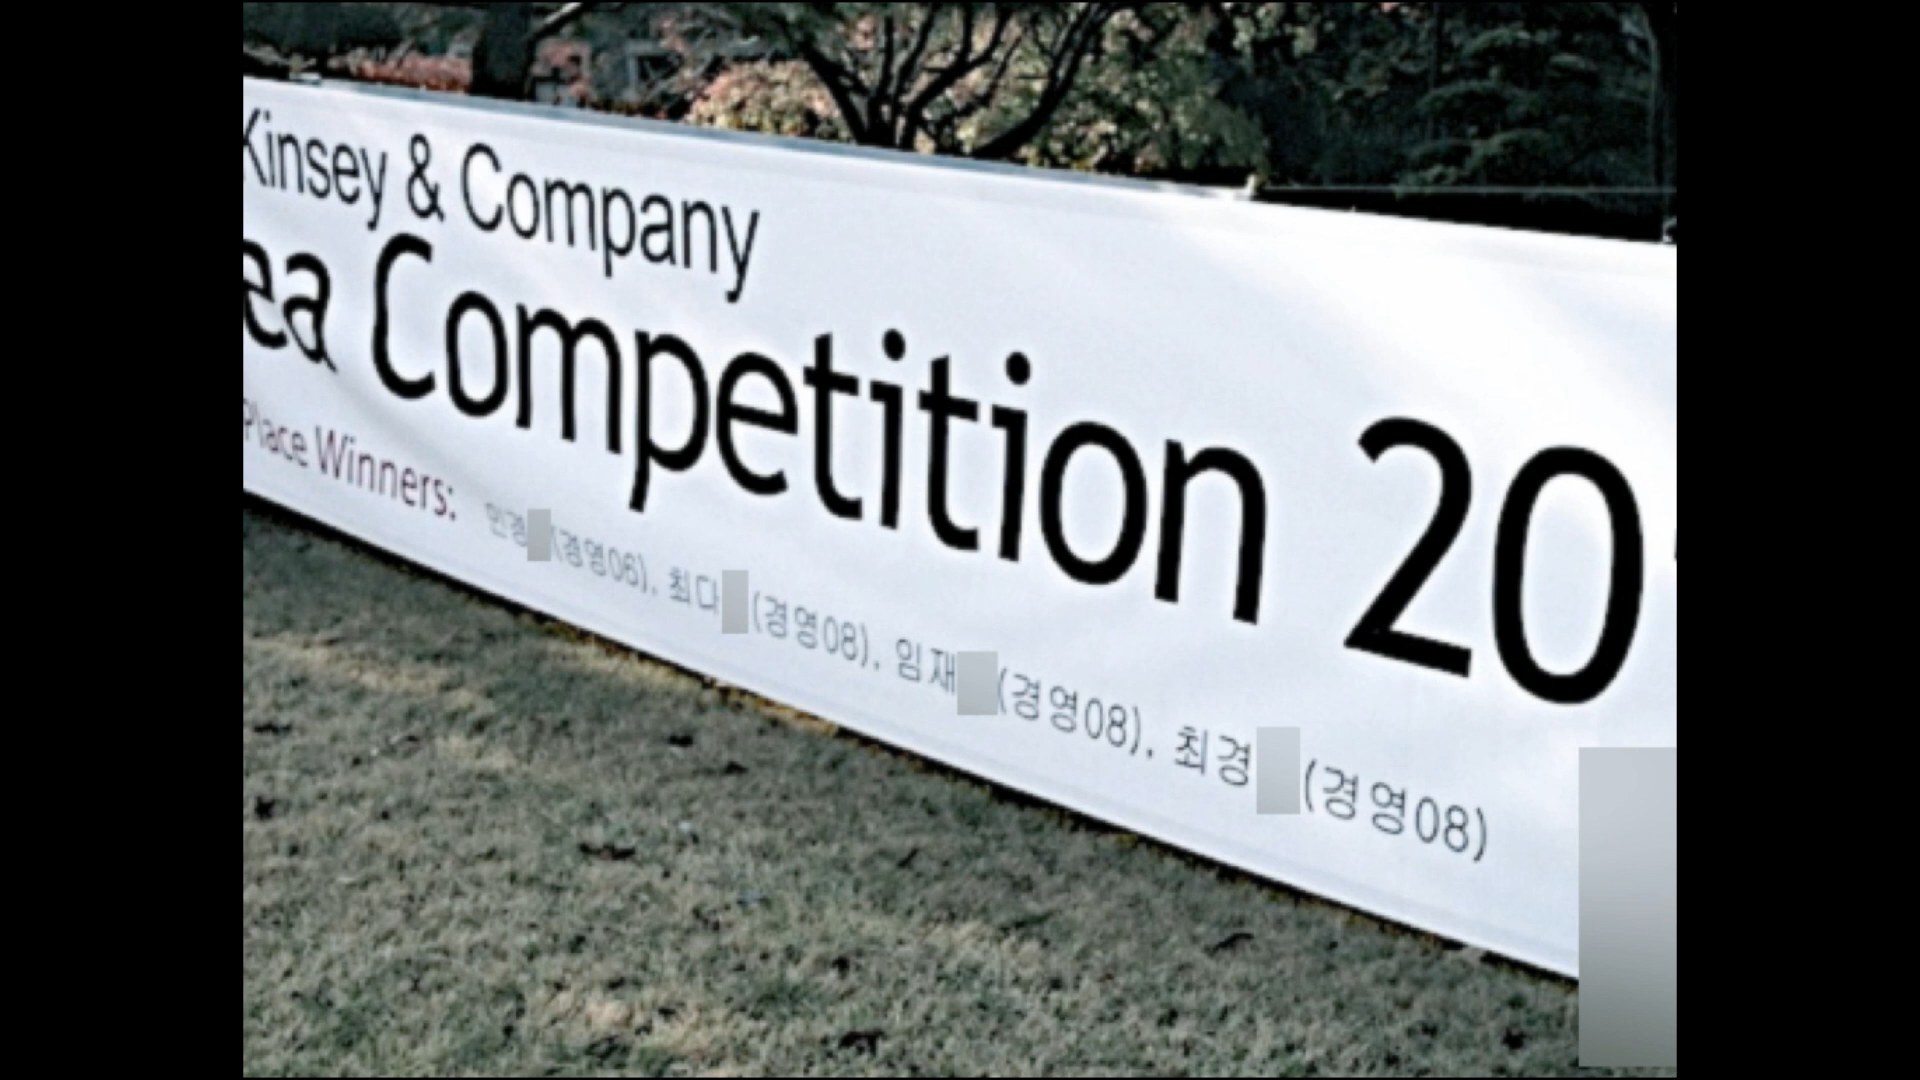 Kinsey & Company
ea Competition 20
Place Winners: 민경 (경영06), 최다 (경영08), 임재 (경영08), 최경 (경영08)